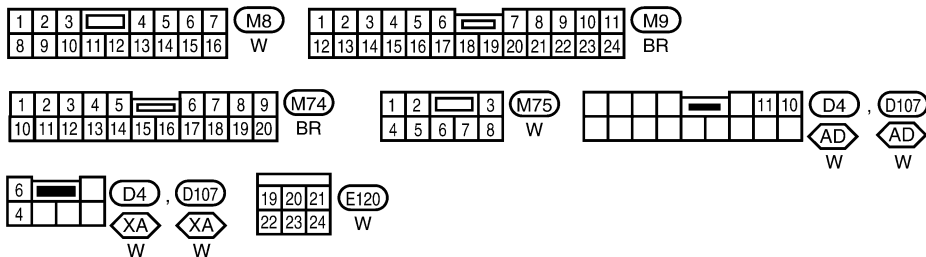 1 2 3 4 5 6 7 M8
8 9 10 11 12 13 14 15 16 W
1 2 3 4 5 6 7 8 9 10 11 M9
12 13 14 15 16 17 18 19 20 21 22 23 24 BR
1 2 3 4 5 6 7 8 9 M74
10 11 12 13 14 15 16 17 18 19 20 BR
1 2 3 M75
4 5 6 7 8 W
11 10 D4 , D107
AD AD
W W
6 D4 , D107
4 XA XA
W W
19 20 21 E120
22 23 24 W